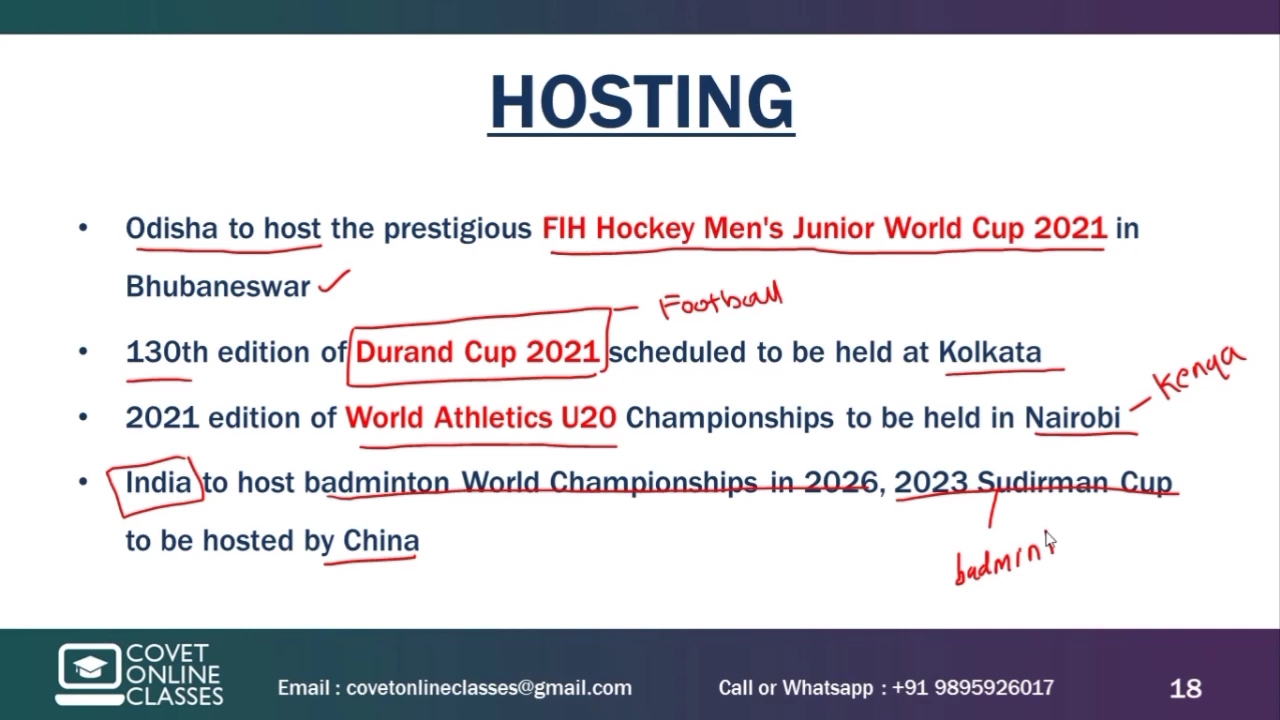 HOSTING
• Odisha to host the prestigious FIH Hockey Men's Junior World Cup 2021 in
Bhubaneswar
Football
• 130th edition of Durand Cup 2021 scheduled to be held at Kolkata
Kenya
• 2021 edition of World Athletics U20 Championships to be held in Nairobi
• India to host badminton World Championships in 2026, 2023 Sudirman Cup
to be hosted by China
badmin
COVET
ONLINE
CLASSES
Email : covetonlineclasses@gmail.com
Call or Whatsapp : +91 9895926017
18